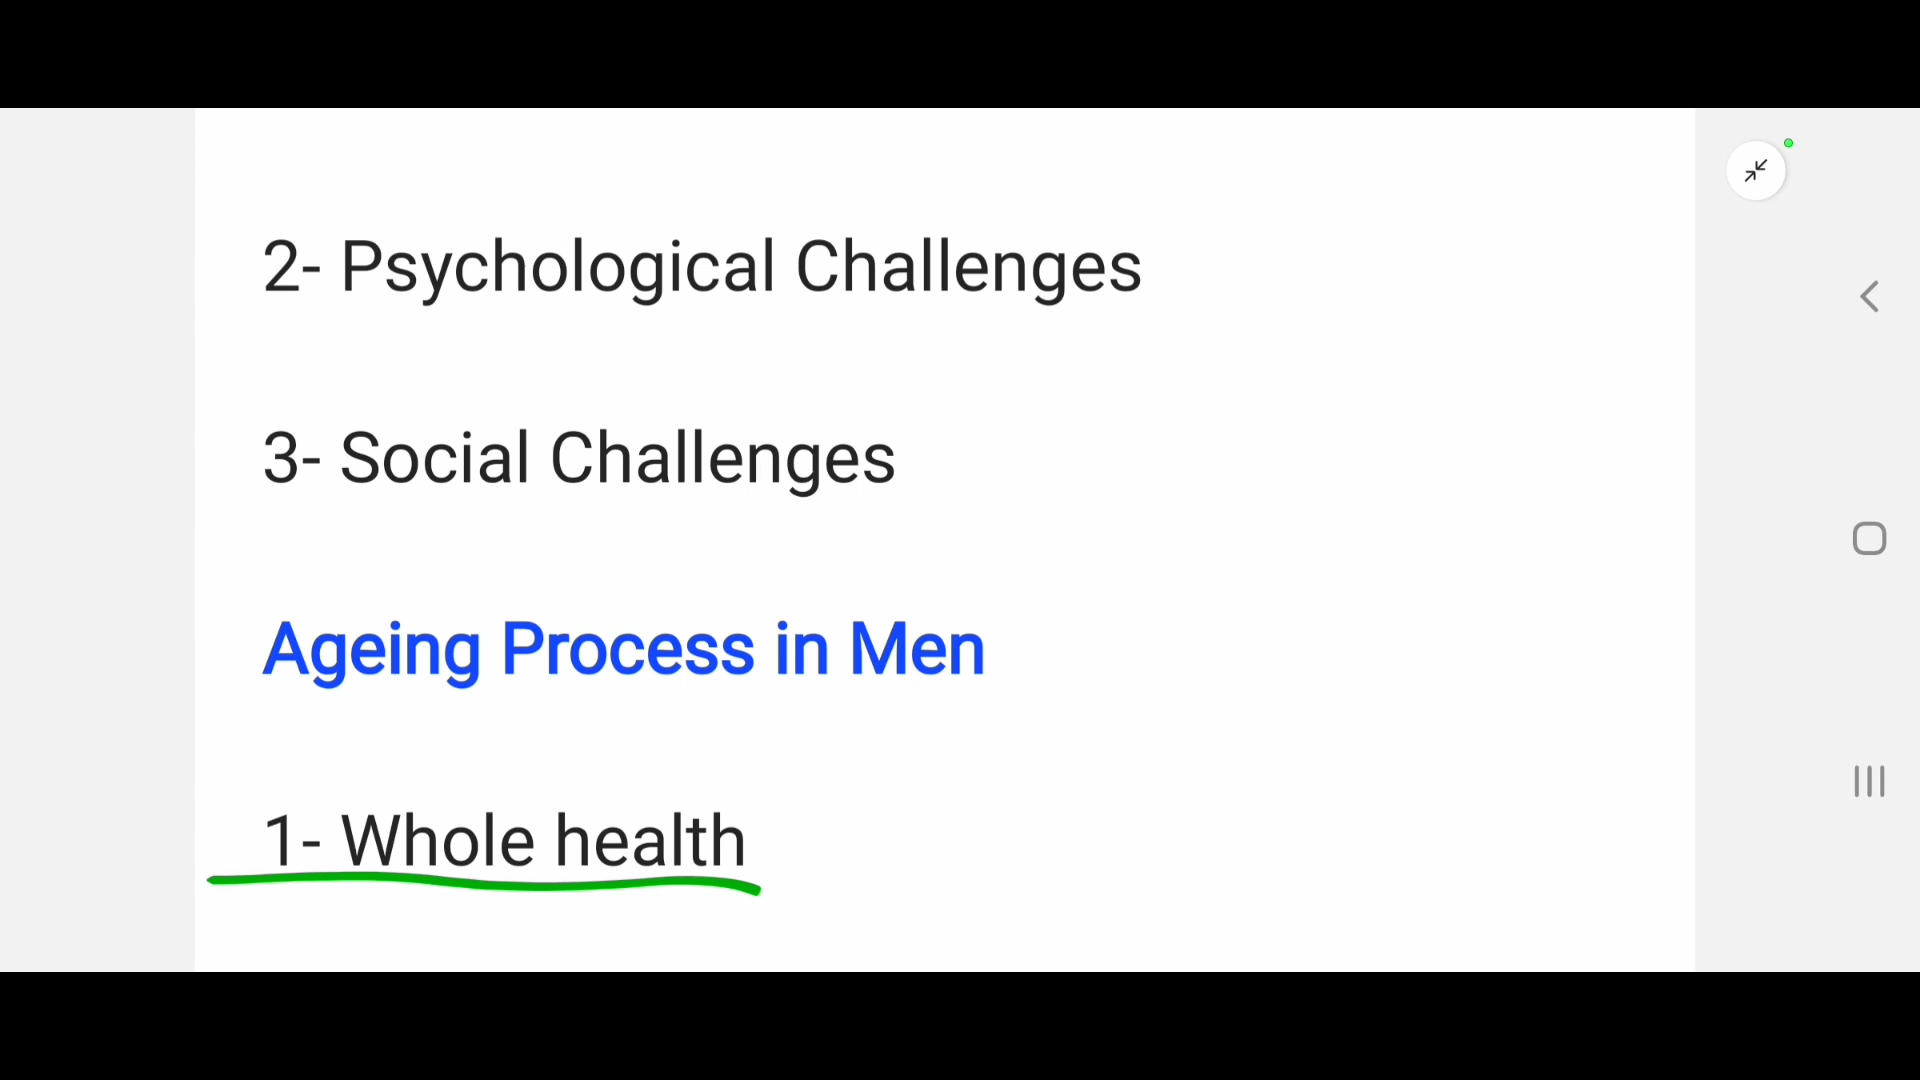 2- Psychological Challenges
3- Social Challenges
Ageing Process in Men
1- Whole health